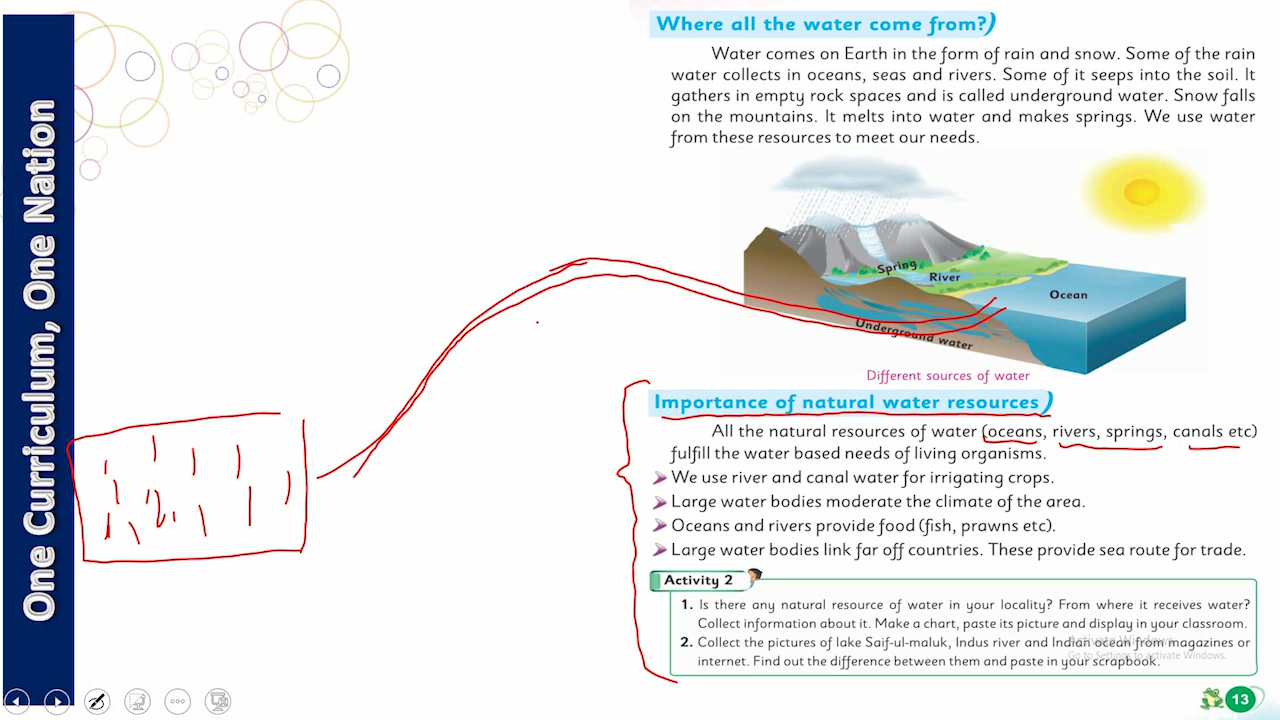 One Curriculum, One Nation
Where all the water come from?
Water comes on Earth in the form of rain and snow. Some of the rain
water collects in oceans, seas and rivers. Some of it seeps into the soil. It
gathers in empty rock spaces and is called underground water. Snow falls
on the mountains. It melts into water and makes springs. We use water
from these resources to meet our needs.
Spring
River
Ocean
Underground water
Different sources of water
Importance of natural water resources
All the natural resources of water (oceans, rivers, springs, canals etc)
fulfill the water based needs of living organisms.
We use river and canal water for irrigating crops.
Large water bodies moderate the climate of the area.
Oceans and rivers provide food (fish, prawns etc).
Large water bodies link far off countries. These provide sea route for trade.
Activity 2
1. Is there any natural resource of water in your locality? From where it receives water?
Collect information about it. Make a chart, paste its picture and display in your classroom.
2. Collect the pictures of lake Saif-ul-maluk, Indus river and Indian ocean from magazines or
internet. Find out the difference between them and paste in your scrapbook.
Activate Windows
Go to Settings to activate Windows.
13